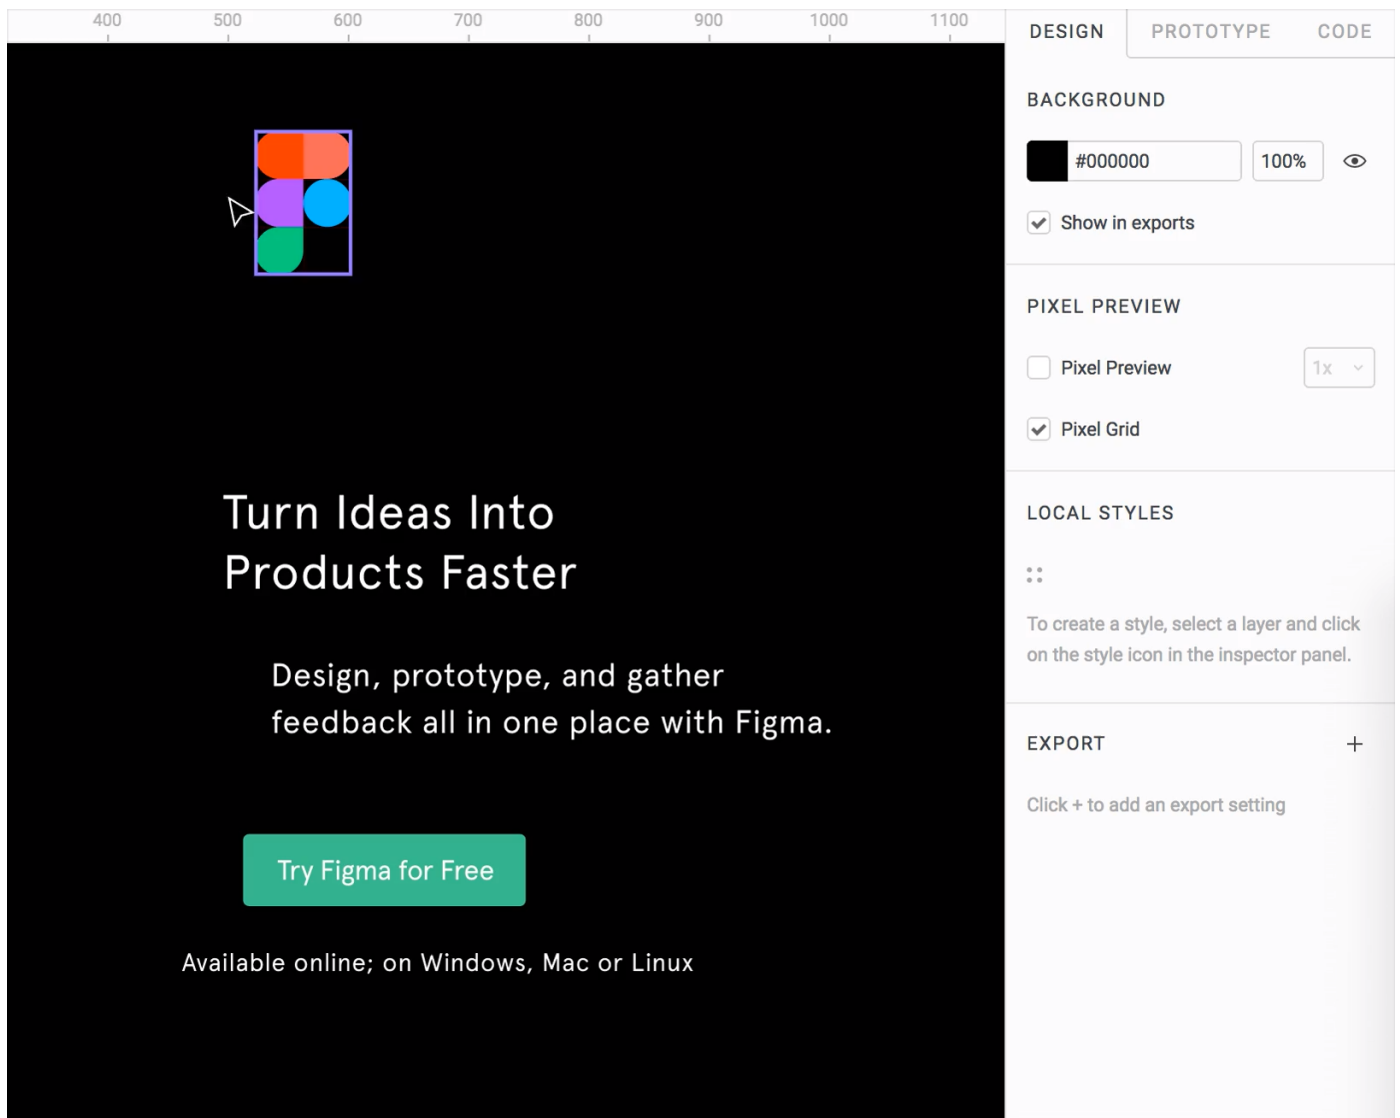 400 500 600 700 800 900 1000 1100
DESIGN PROTOTYPE CODE
BACKGROUND
#000000 100%
Show in exports
PIXEL PREVIEW
Pixel Preview 1x
Pixel Grid
LOCAL STYLES
To create a style, select a layer and click
on the style icon in the inspector panel.
EXPORT +
Click + to add an export setting
Turn Ideas Into
Products Faster
Design, prototype, and gather
feedback all in one place with Figma.
Try Figma for Free
Available online; on Windows, Mac or Linux